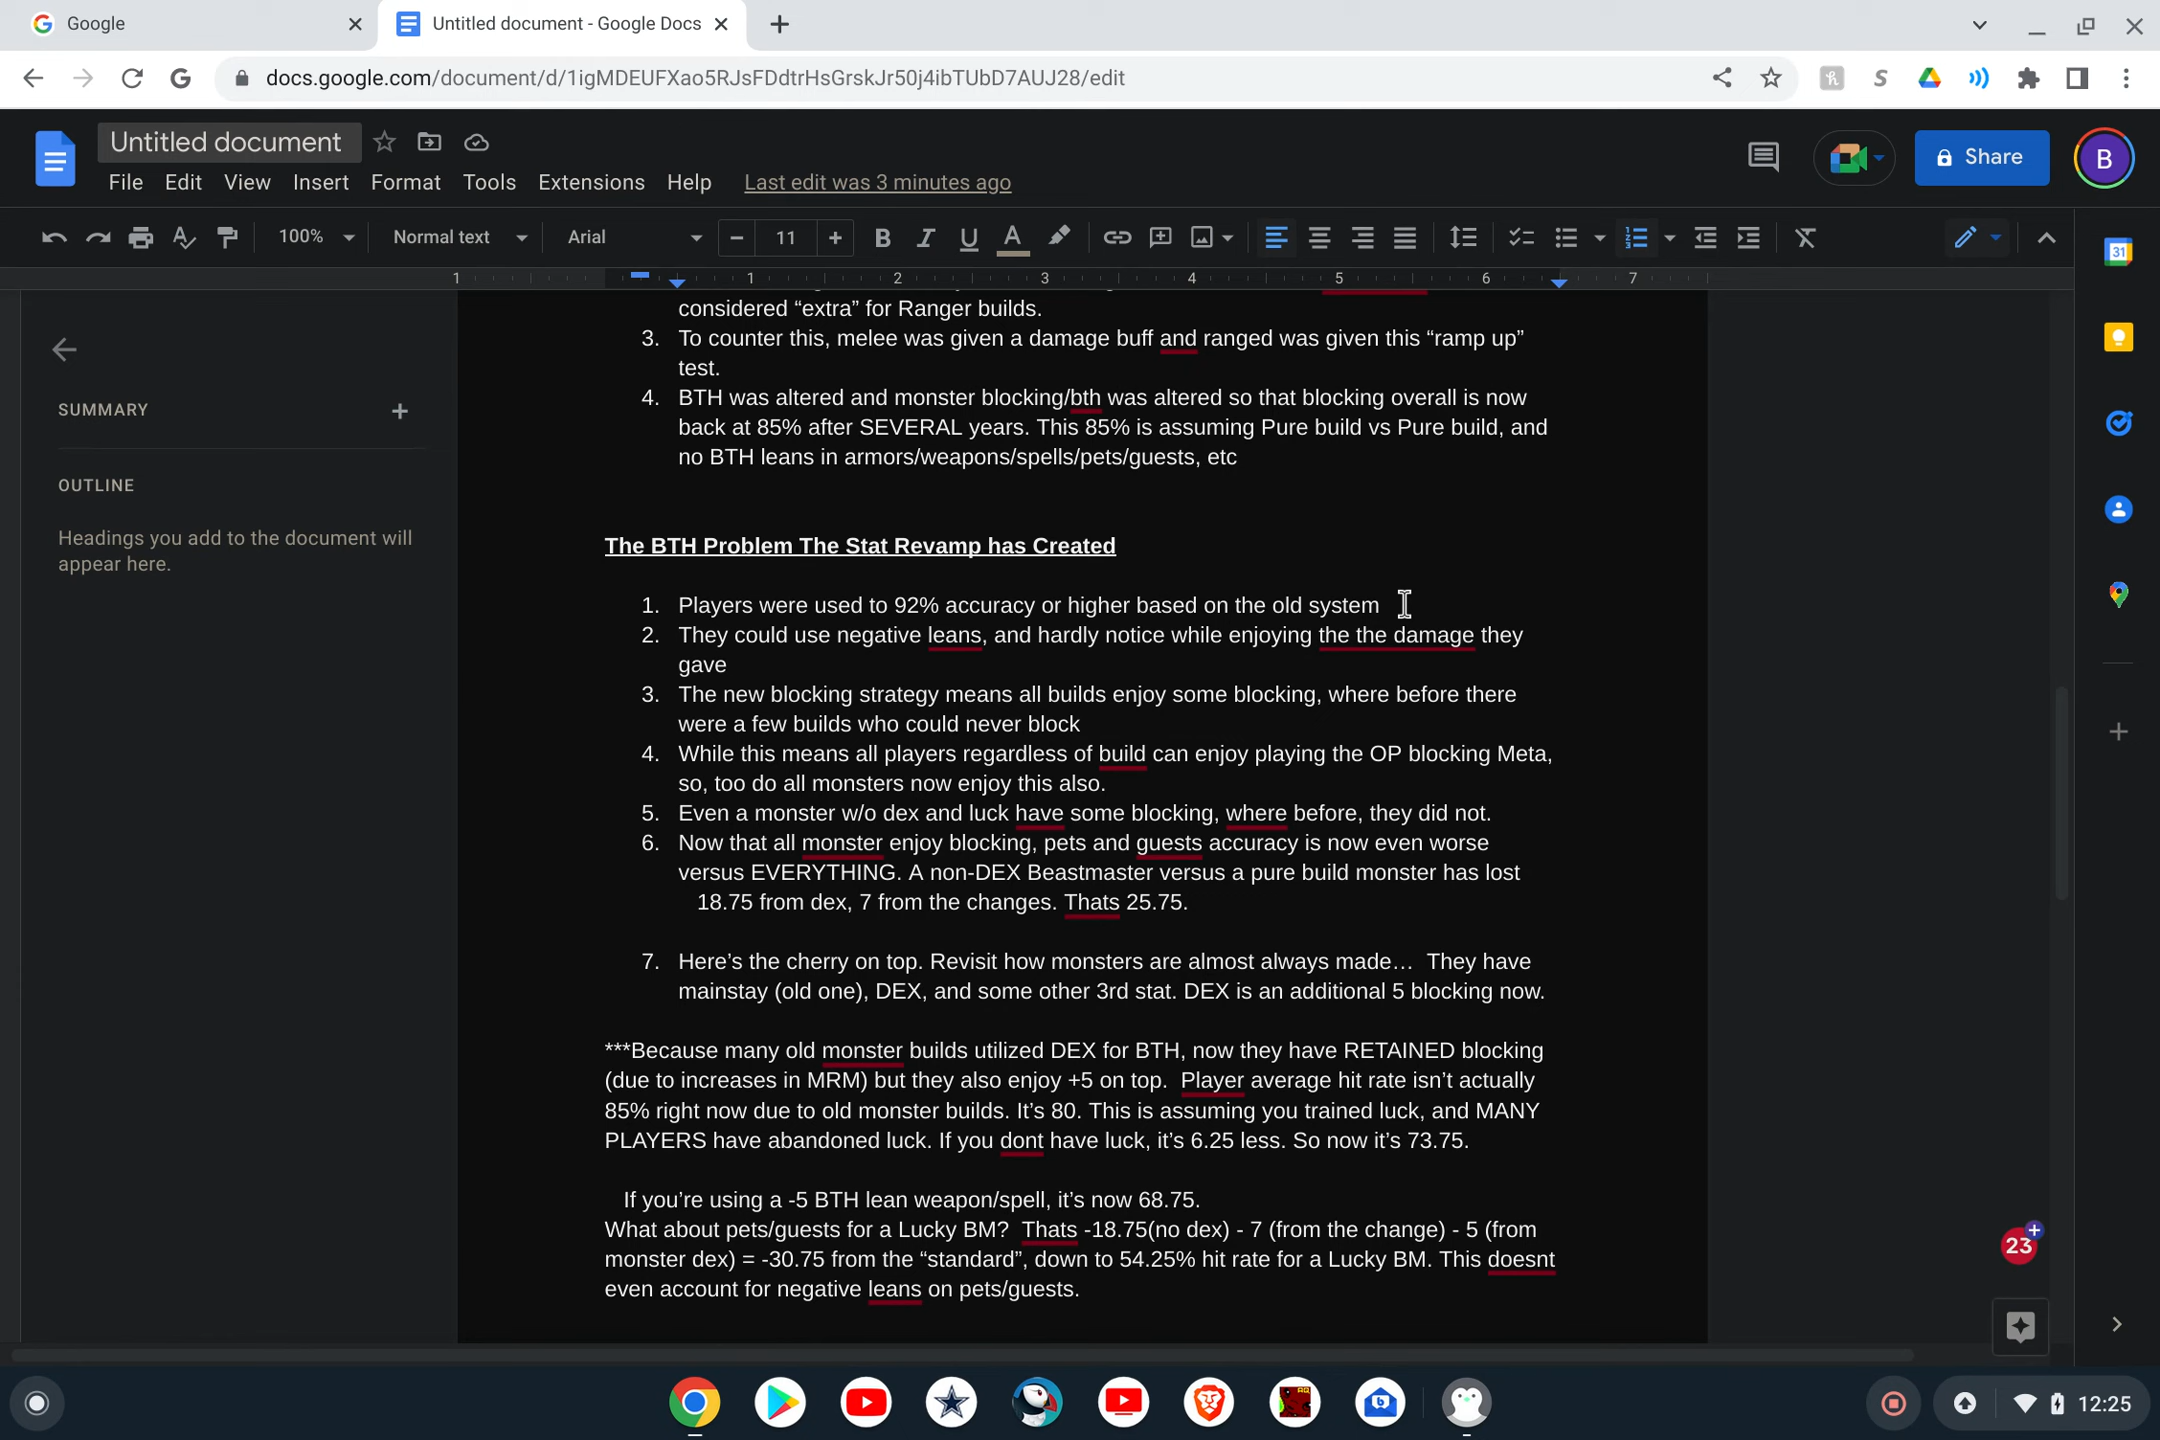 Google
Untitled document - Google Docs
docs.google.com/document/d/1igMDEUFXao5RJsFDdtrHsGrskJr50j4ibTUbD7AUJ28/edit
Untitled document
File Edit View Insert Format Tools Extensions Help Last edit was 3 minutes ago
Share
B
100% Normal text Arial 11
1 1 2 3 4 5 6 7
31
SUMMARY
OUTLINE
Headings you add to the document will
appear here.
considered “extra” for Ranger builds.
3. To counter this, melee was given a damage buff and ranged was given this “ramp up”
test.
4. BTH was altered and monster blocking/bth was altered so that blocking overall is now
back at 85% after SEVERAL years. This 85% is assuming Pure build vs Pure build, and
no BTH leans in armors/weapons/spells/pets/guests, etc
The BTH Problem The Stat Revamp has Created
1. Players were used to 92% accuracy or higher based on the old system
2. They could use negative leans, and hardly notice while enjoying the the damage they
gave
3. The new blocking strategy means all builds enjoy some blocking, where before there
were a few builds who could never block
4. While this means all players regardless of build can enjoy playing the OP blocking Meta,
so, too do all monsters now enjoy this also.
5. Even a monster w/o dex and luck have some blocking, where before, they did not.
6. Now that all monster enjoy blocking, pets and guests accuracy is now even worse
versus EVERYTHING. A non-DEX Beastmaster versus a pure build monster has lost
18.75 from dex, 7 from the changes. Thats 25.75.
7. Here’s the cherry on top. Revisit how monsters are almost always made… They have
mainstay (old one), DEX, and some other 3rd stat. DEX is an additional 5 blocking now.
***Because many old monster builds utilized DEX for BTH, now they have RETAINED blocking
(due to increases in MRM) but they also enjoy +5 on top. Player average hit rate isn’t actually
85% right now due to old monster builds. It’s 80. This is assuming you trained luck, and MANY
PLAYERS have abandoned luck. If you dont have luck, it’s 6.25 less. So now it’s 73.75.
If you’re using a -5 BTH lean weapon/spell, it’s now 68.75.
What about pets/guests for a Lucky BM? Thats -18.75(no dex) - 7 (from the change) - 5 (from
monster dex) = -30.75 from the “standard”, down to 54.25% hit rate for a Lucky BM. This doesnt
even account for negative leans on pets/guests.
23
12:25